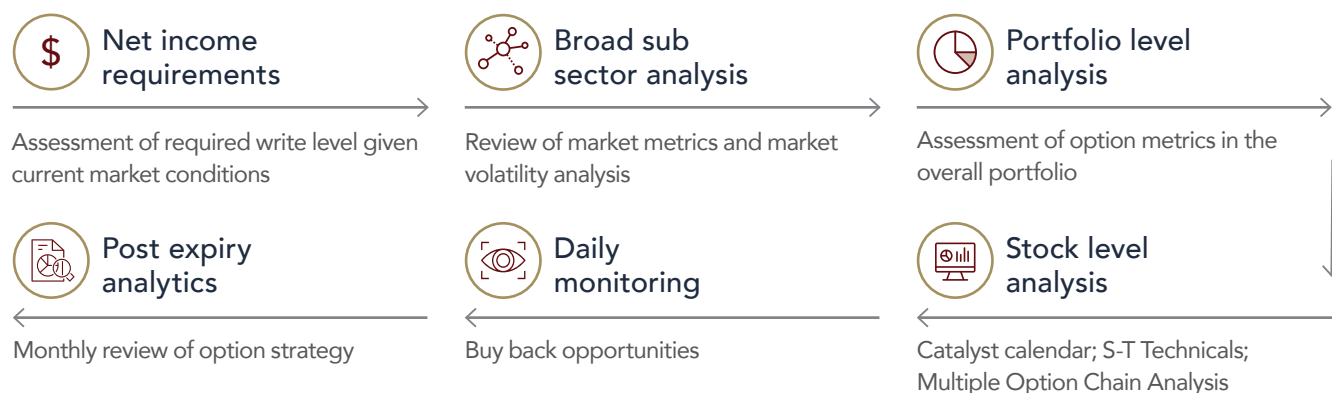 $
Net income
requirements
Assessment of required write level given
current market conditions
Broad sub
sector analysis
Review of market metrics and market
volatility analysis
Portfolio level
analysis
Assessment of option metrics in the
overall portfolio
Stock level
analysis
Catalyst calendar; S-T Technicals;
Multiple Option Chain Analysis
Daily
monitoring
Buy back opportunities
Post expiry
analytics
Monthly review of option strategy